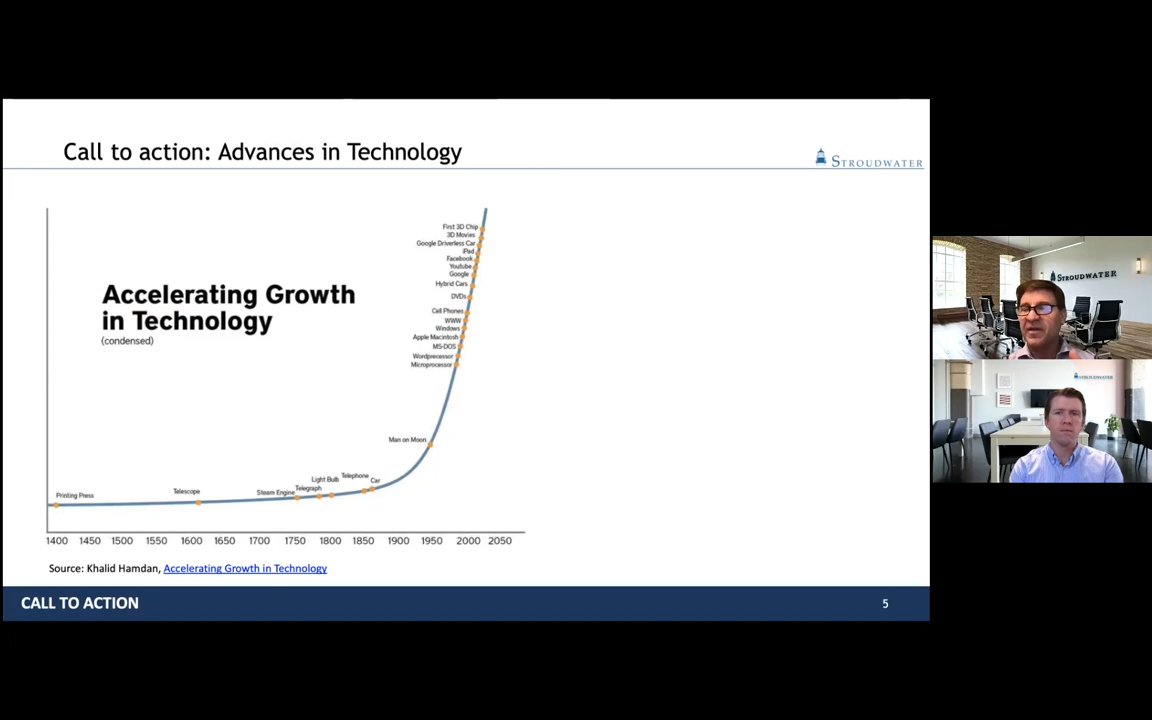 Call to action: Advances in Technology
STROUDWATER
Accelerating Growth
in Technology
(condensed)
First 3D Chip
3D Movies
Google Driverless Car
iPad
Facebook
Youtube
Google
Hybrid Cars
DVDs
Cell Phones
WWW
Windows
Apple Macintosh
MS-DOS
Wordprocessor
Microprocessor
Man on Moon
Car
Telephone
Light Bulb
Telegraph
Steam Engine
Telescope
Printing Press
1400 1450 1500 1550 1600 1650 1700 1750 1800 1850 1900 1950 2000 2050
Source: Khalid Hamdan, Accelerating Growth in Technology
CALL TO ACTION
5
STROUDWATER
STROUDWATER